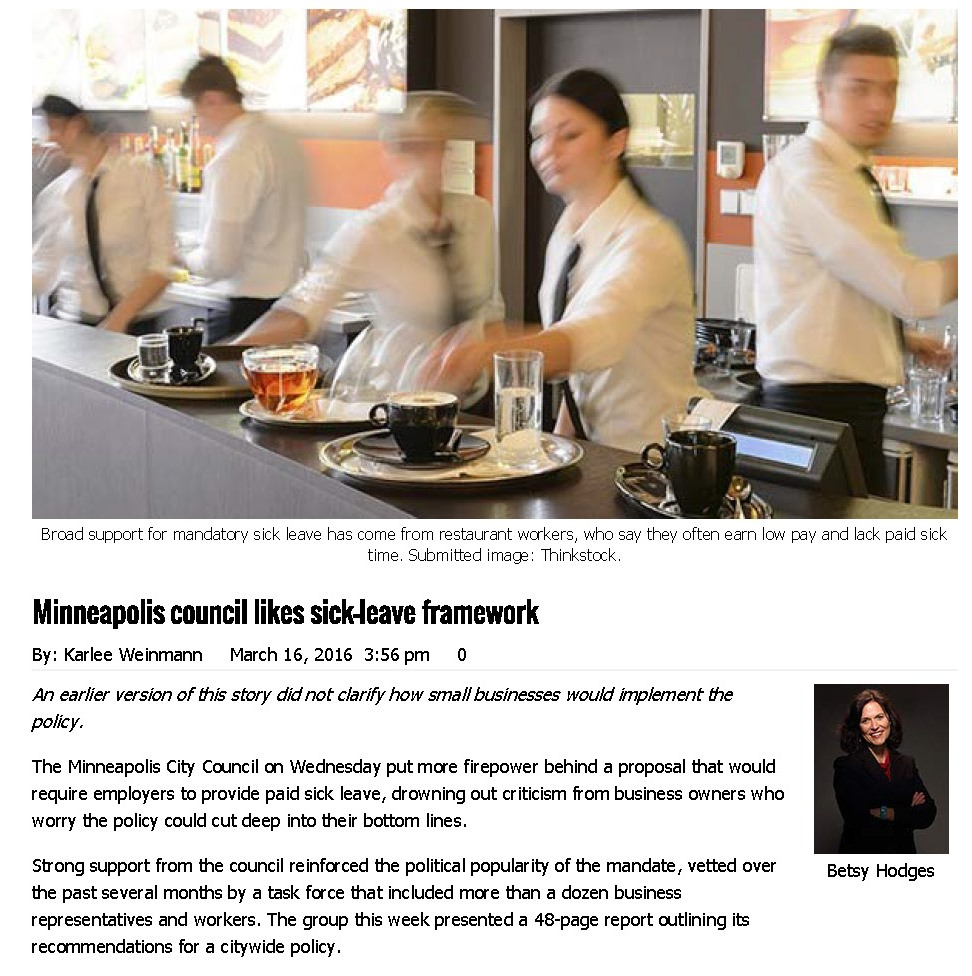 Broad support for mandatory sick leave has come from restaurant workers, who say they often earn low pay and lack paid sick
time. Submitted image: Thinkstock.
Minneapolis council likes sick-leave framework
By: Karlee Weinmann March 16, 2016 3:56 pm 0
An earlier version of this story did not clarify how small businesses would implement the
policy.
The Minneapolis City Council on Wednesday put more firepower behind a proposal that would
require employers to provide paid sick leave, drowning out criticism from business owners who
worry the policy could cut deep into their bottom lines.
Betsy Hodges
Strong support from the council reinforced the political popularity of the mandate, vetted over
the past several months by a task force that included more than a dozen business
representatives and workers. The group this week presented a 48-page report outlining its
recommendations for a citywide policy.